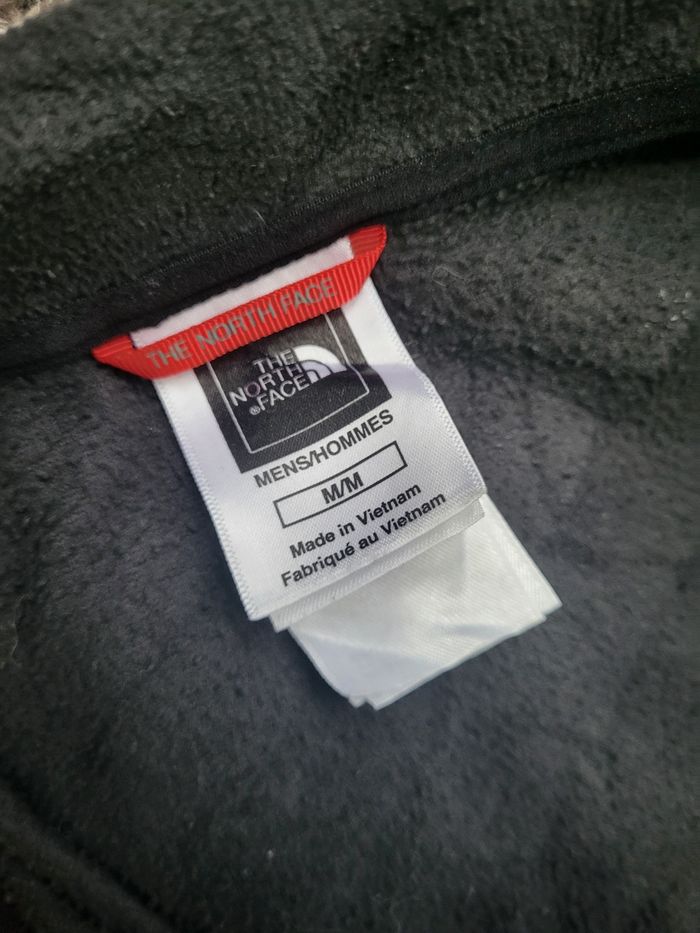 THE NORTH FACE
THE
NORTH
FACE®
MENS/HOMMES
M/M
Made in Vietnam
Fabriqué au Vietnam